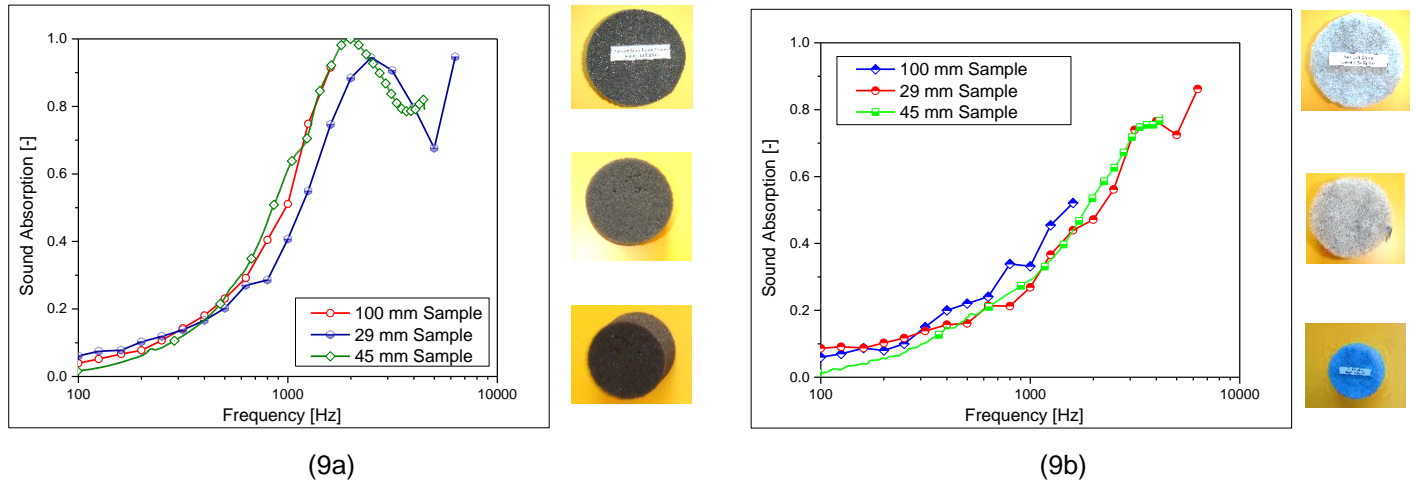 1.0
0.8
0.6
0.4
0.2
0.0
Sound Absorption [-]
100 mm Sample
29 mm Sample
45 mm Sample
100
1000
10000
Frequency [Hz]
(9a)
1.0
0.8
0.6
0.4
0.2
0.0
Sound Absorption [-]
100 mm Sample
29 mm Sample
45 mm Sample
100
1000
10000
Frequency [Hz]
(9b)